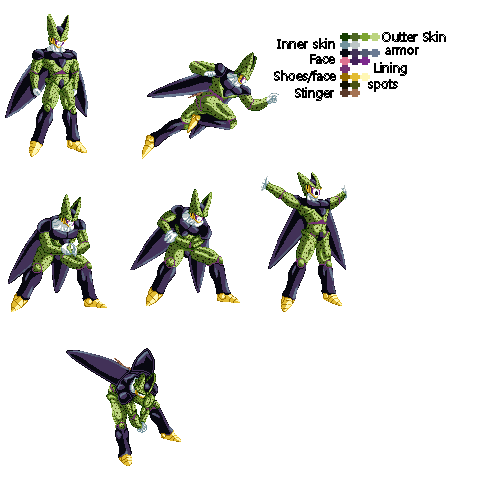 Outter Skin
Inner skin
armor
Face
Lining
Shoes/face
spots
Stinger